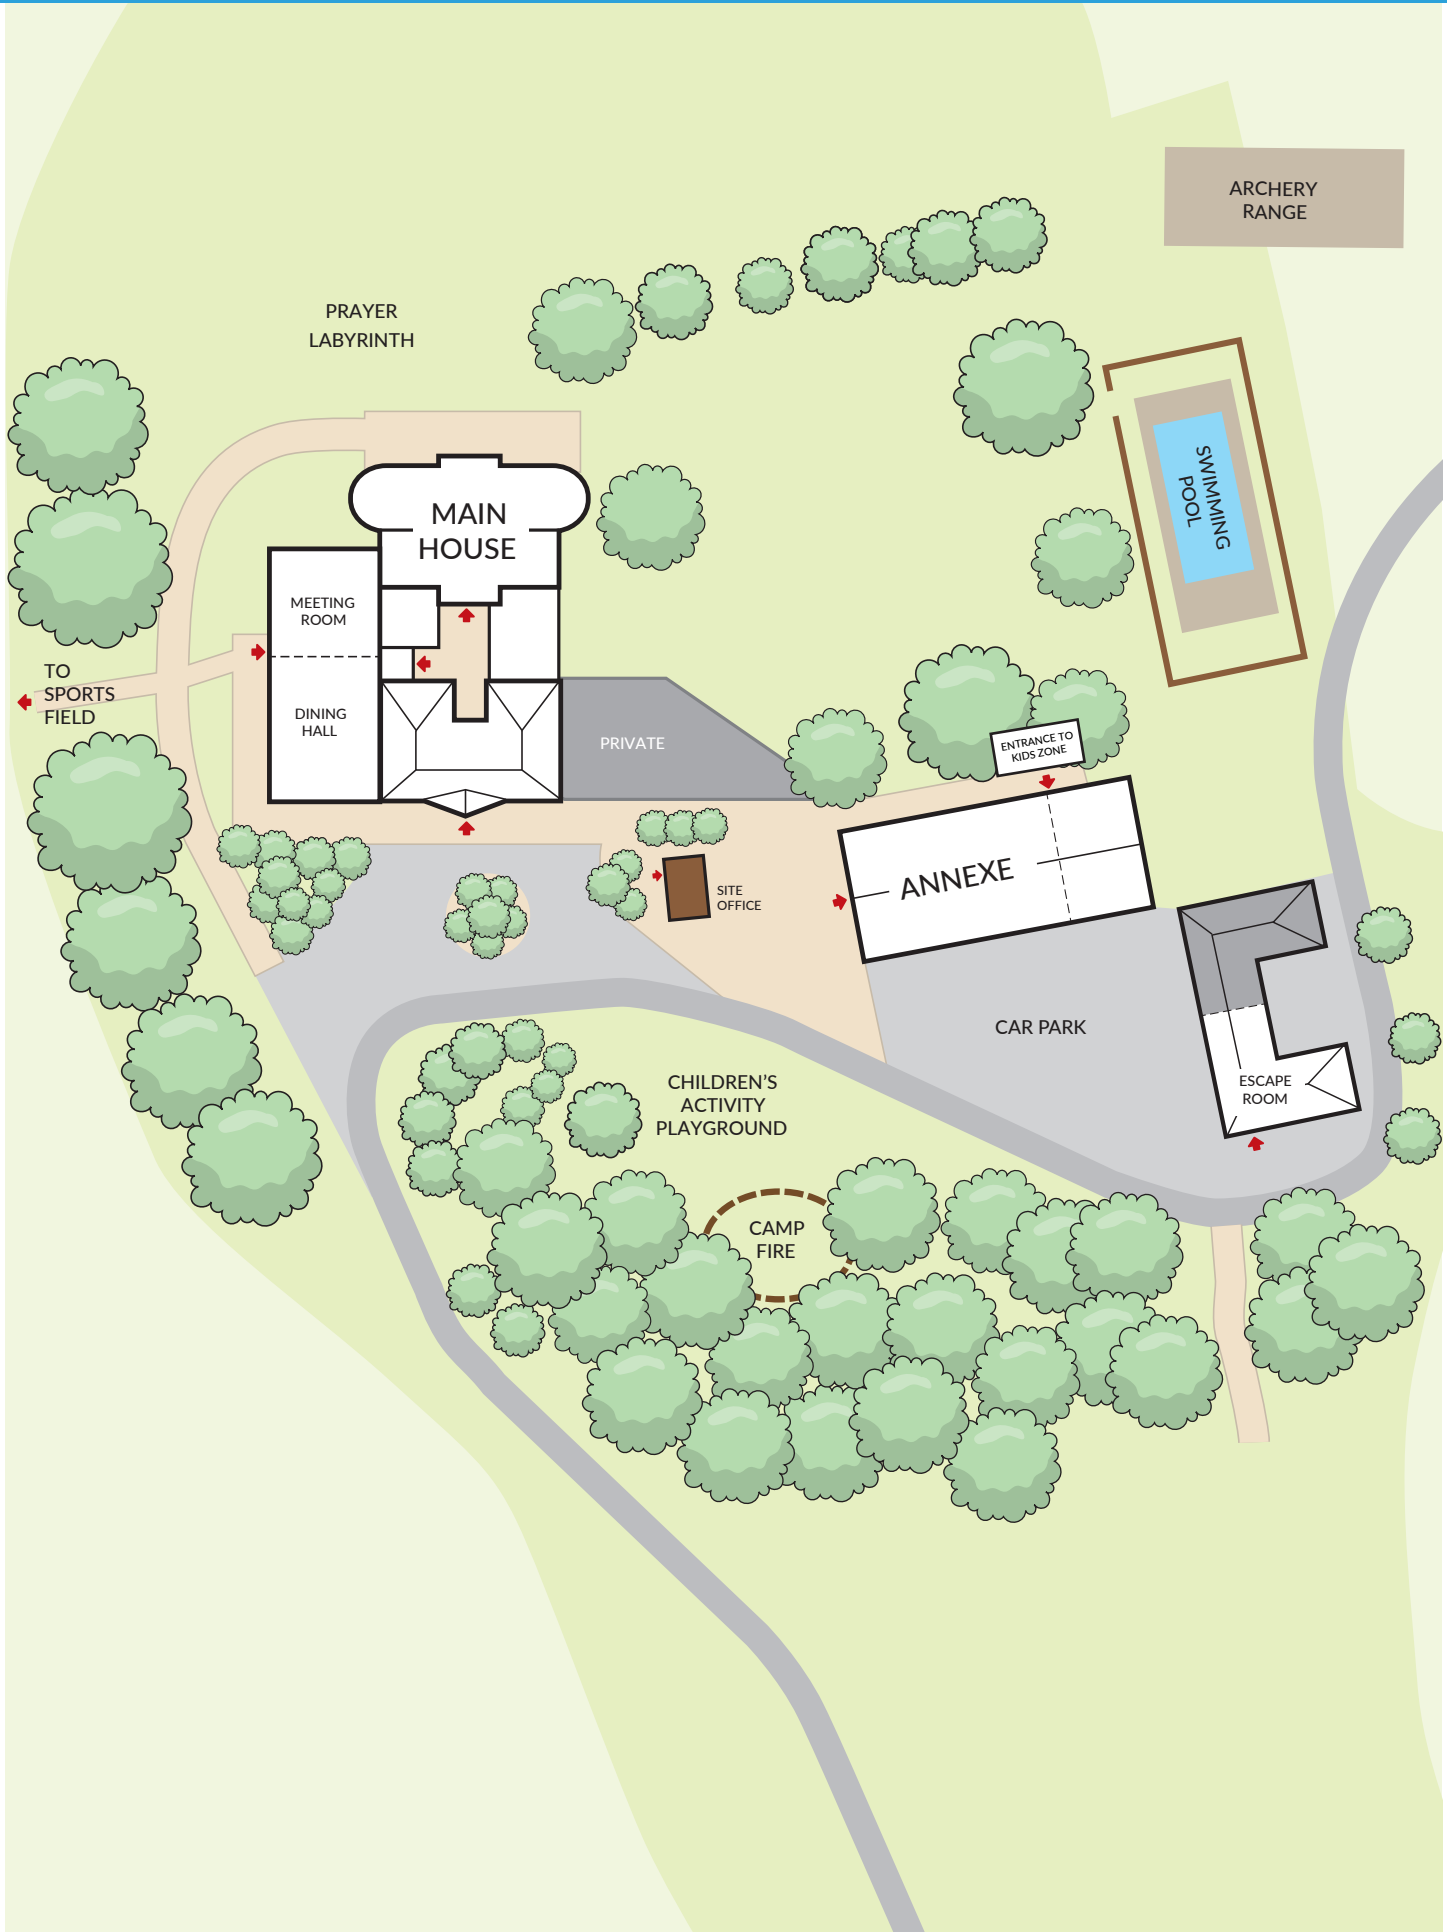 ARCHERY
RANGE
PRAYER
LABYRINTH
SWIMMING
POOL
MAIN
HOUSE
MEETING
ROOM
TO
SPORTS
FIELD
DINING
HALL
PRIVATE
ENTRANCE TO
KIDS ZONE
ANNEXE
SITE
OFFICE
CAR PARK
ESCAPE
ROOM
CHILDREN'S
ACTIVITY
PLAYGROUND
CAMP
FIRE